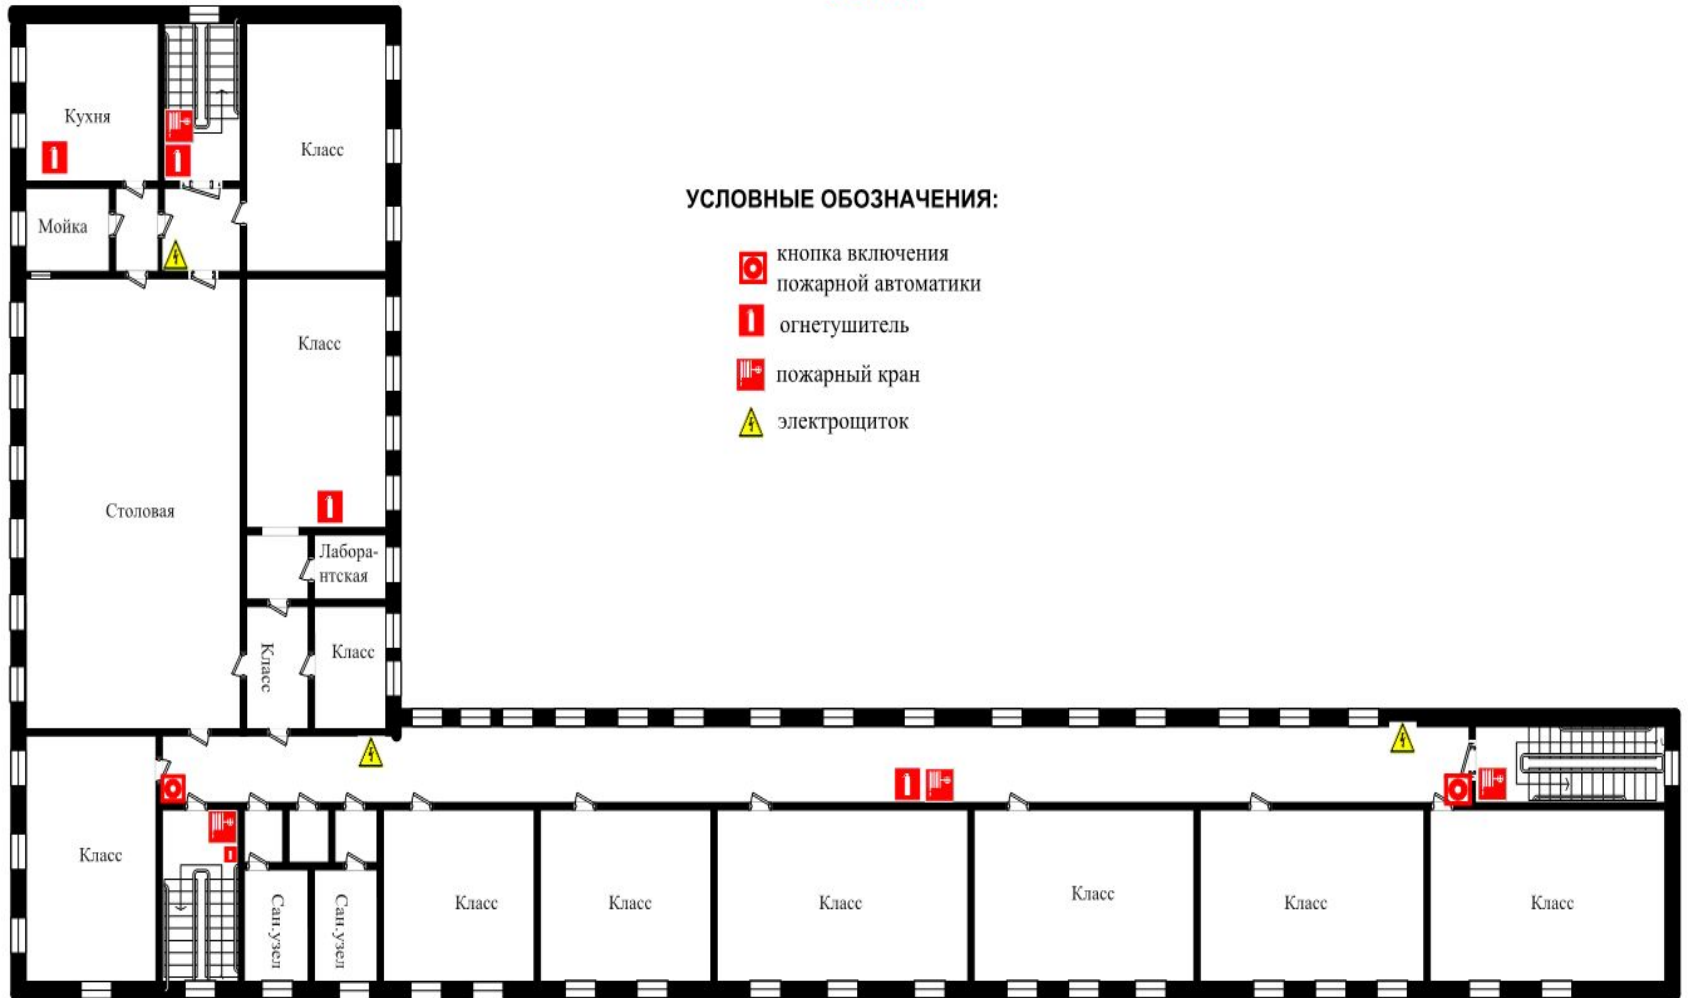 Кухня
Класс
Мойка
УСЛОВНЫЕ ОБОЗНАЧЕНИЯ:
кнопка включения
пожарной автоматики
огнетушитель
пожарный кран
электрощиток
Класс
Столовая
Лабора-
нтская
Класс
Класс
Класс
Сан.узел
Сан.узел
Класс
Класс
Класс
Класс
Класс
Класс